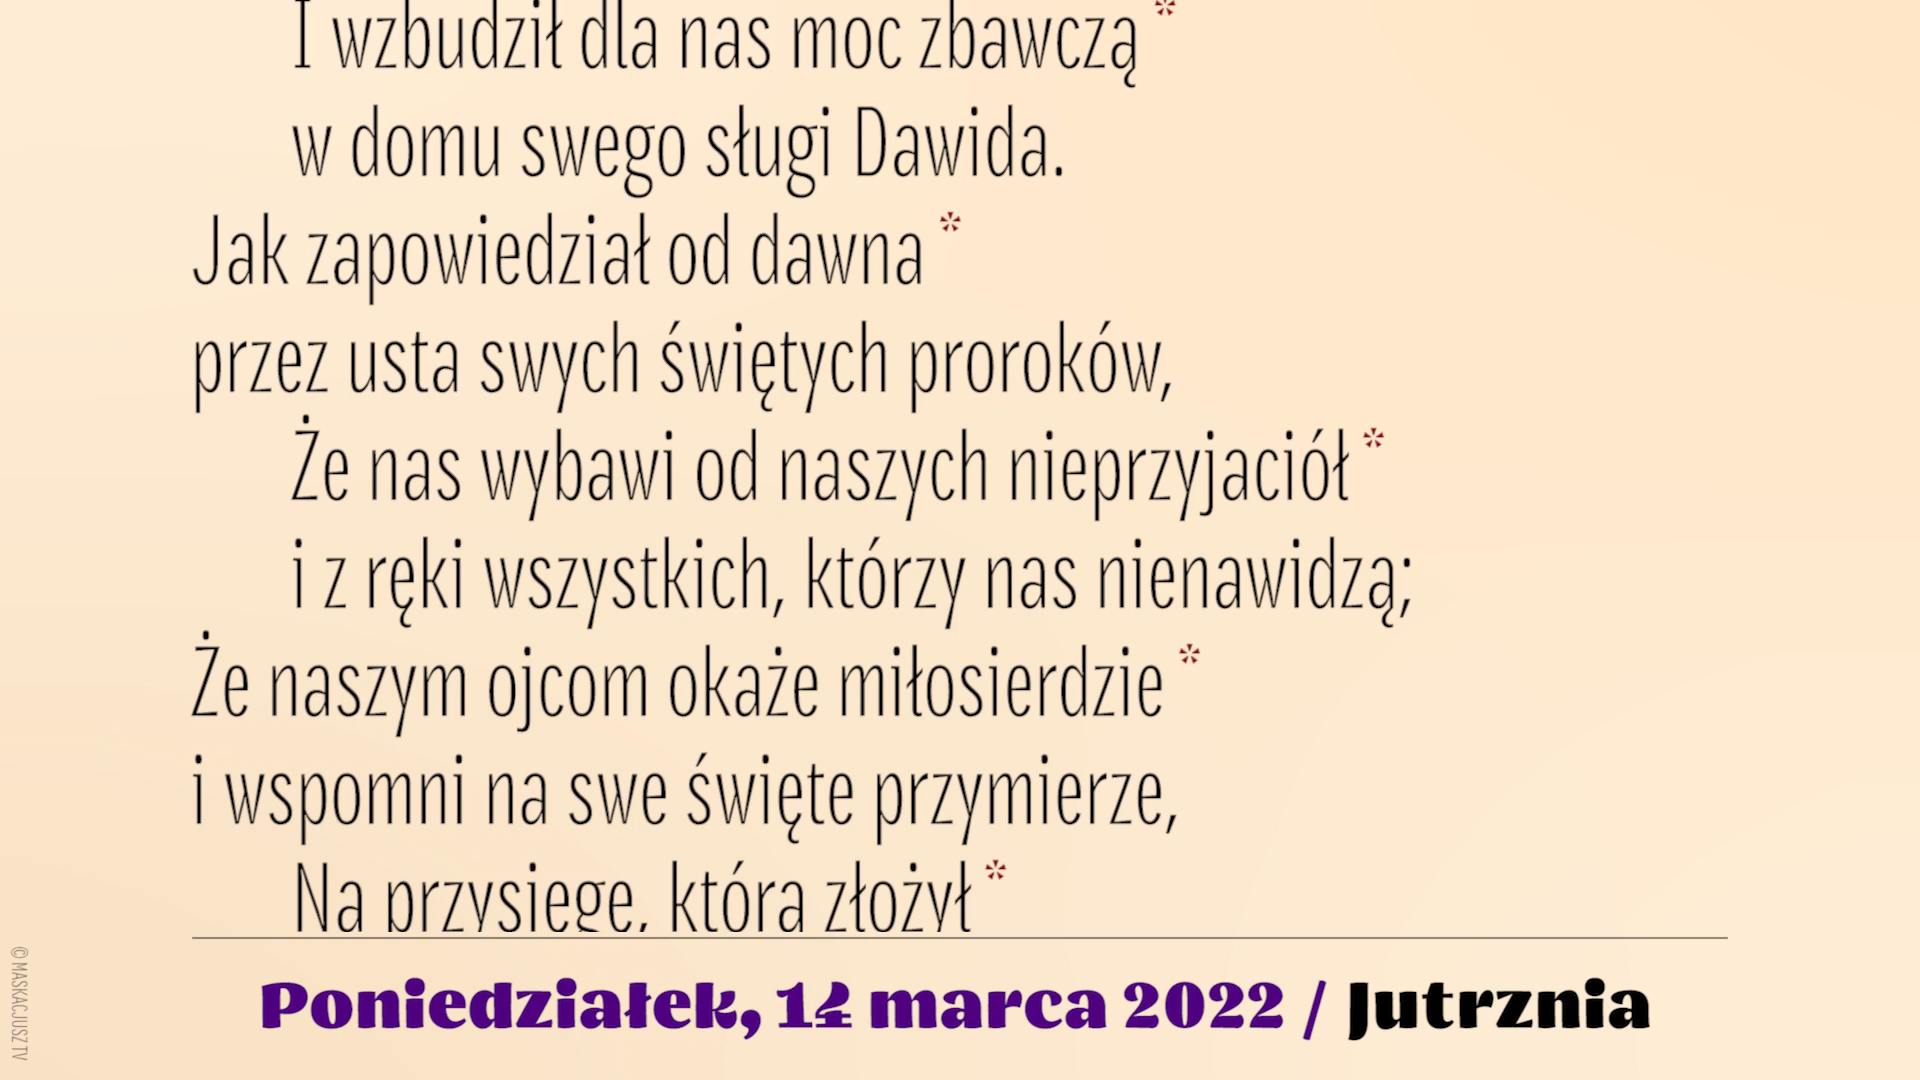 I wzbudził dla nas moc zbawczą *
w domu swego sługi Dawida.
Jak zapowiedział od dawna *
przez usta swych świętych proroków,
Że nas wybawi od naszych nieprzyjaciół *
i z ręki wszystkich, którzy nas nienawidzą;
Że naszym ojcom okaże miłosierdzie *
i wspomni na swe święte przymierze,
Na przysięgę, którą złożył *
Poniedziałek, 14 marca 2022 / Jutrznia
© MASKACJUSZ TV